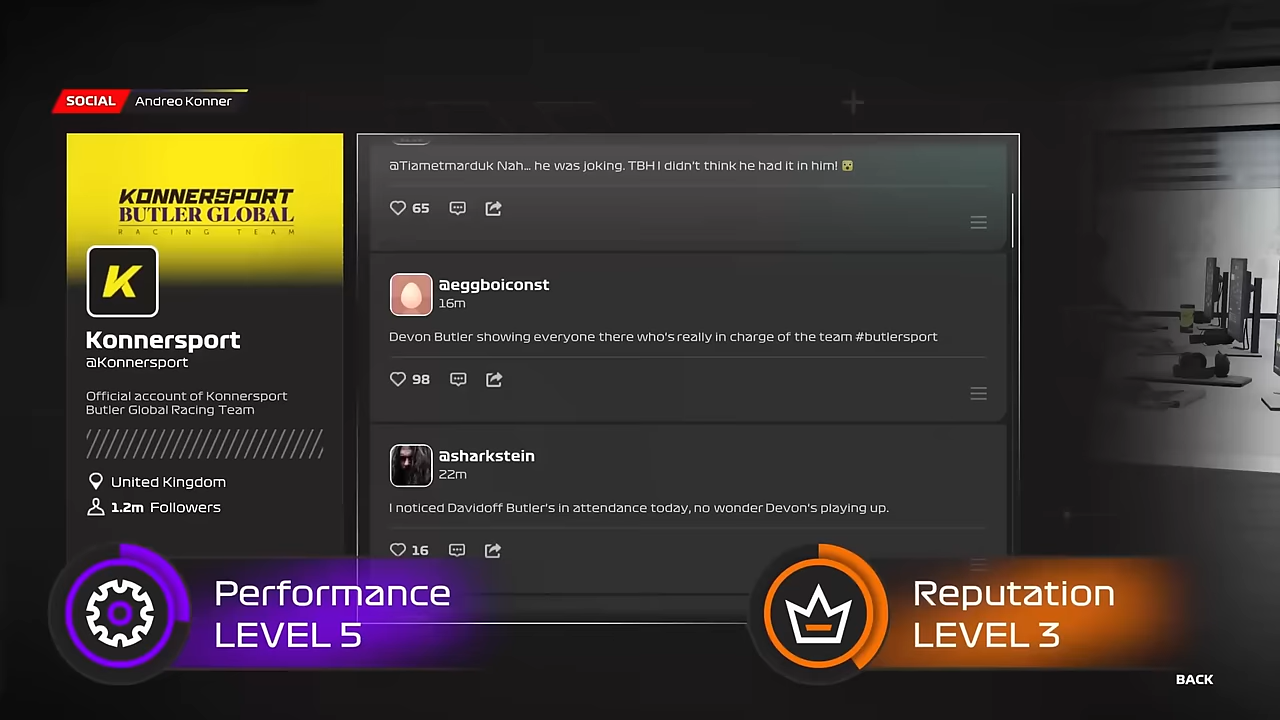 SOCIAL Andreo Konner
KONNERSPORT
BUTLER GLOBAL
RACING TEAM
K
Konnersport
@Konnersport
Official account of Konnersport
Butler Global Racing Team
United Kingdom
1.2m Followers
@Tiametmarduk Nah... he was joking. TBH I didn't think he had it in him!
65
@eggboiconst
16m
Devon Butler showing everyone there who's really in charge of the team #butlersport
98
@sharkstein
22m
I noticed Davidoff Butler's in attendance today, no wonder Devon's playing up.
16
Performance
LEVEL 5
Reputation
LEVEL 3
BACK